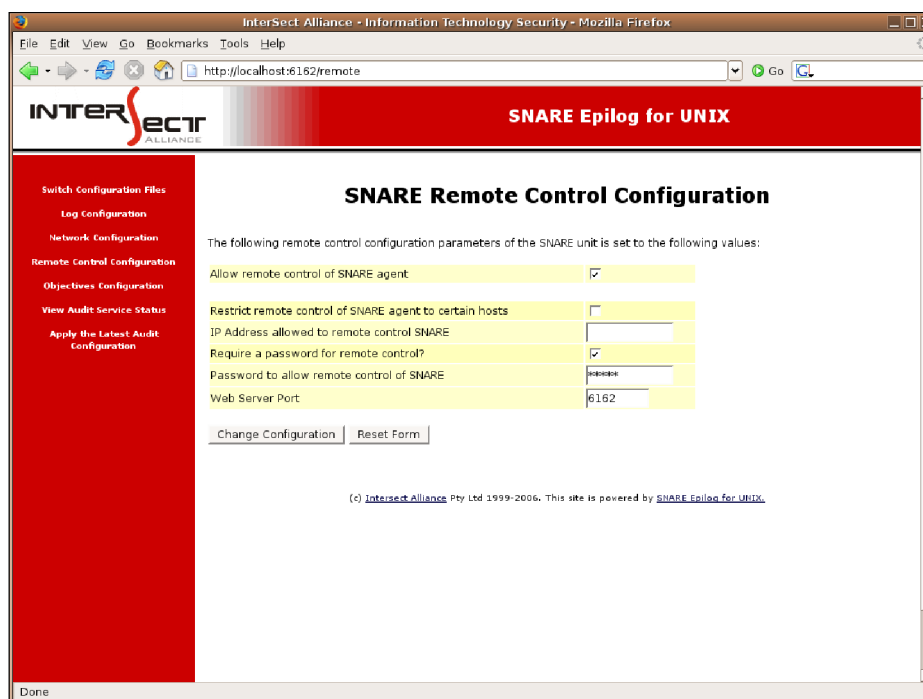 InterSect Alliance - Information Technology Security - Mozilla Firefox
File Edit View Go Bookmarks Tools Help
http://localhost:6162/remote
Go
G
INTERSECT
ALLIANCE
SNARE Epilog for UNIX
Switch Configuration Files
Log Configuration
Network Configuration
Remote Control Configuration
Objectives Configuration
View Audit Service Status
Apply the Latest Audit
Configuration
SNARE Remote Control Configuration
The following remote control configuration parameters of the SNARE unit is set to the following values:
Allow remote control of SNARE agent
Restrict remote control of SNARE agent to certain hosts
IP Address allowed to remote control SNARE
Require a password for remote control?
Password to allow remote control of SNARE *****
Web Server Port 6162
Change Configuration Reset Form
(c) Intersect Alliance Pty Ltd 1999-2006. This site is powered by SNARE Epilog for UNIX.
Done